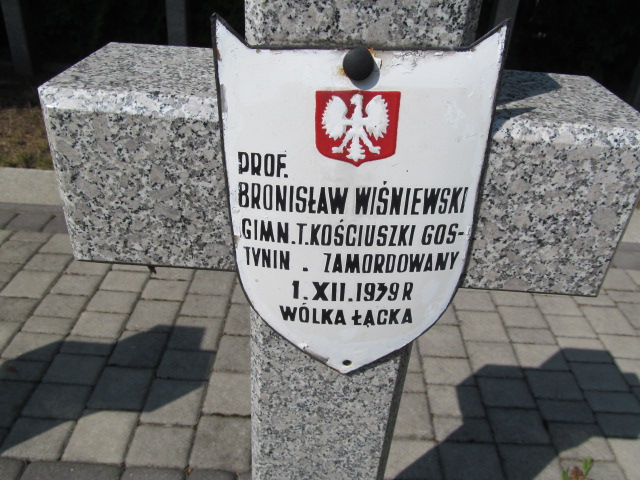 PROF.
BRONISŁAW WIŚNIEWSKI
GIMN. T. KOŚCIUSZKI GOS-
TYNIN . ZAMORDOWANY
1. XII. 1939 R
WÓLKA ŁĄCKA